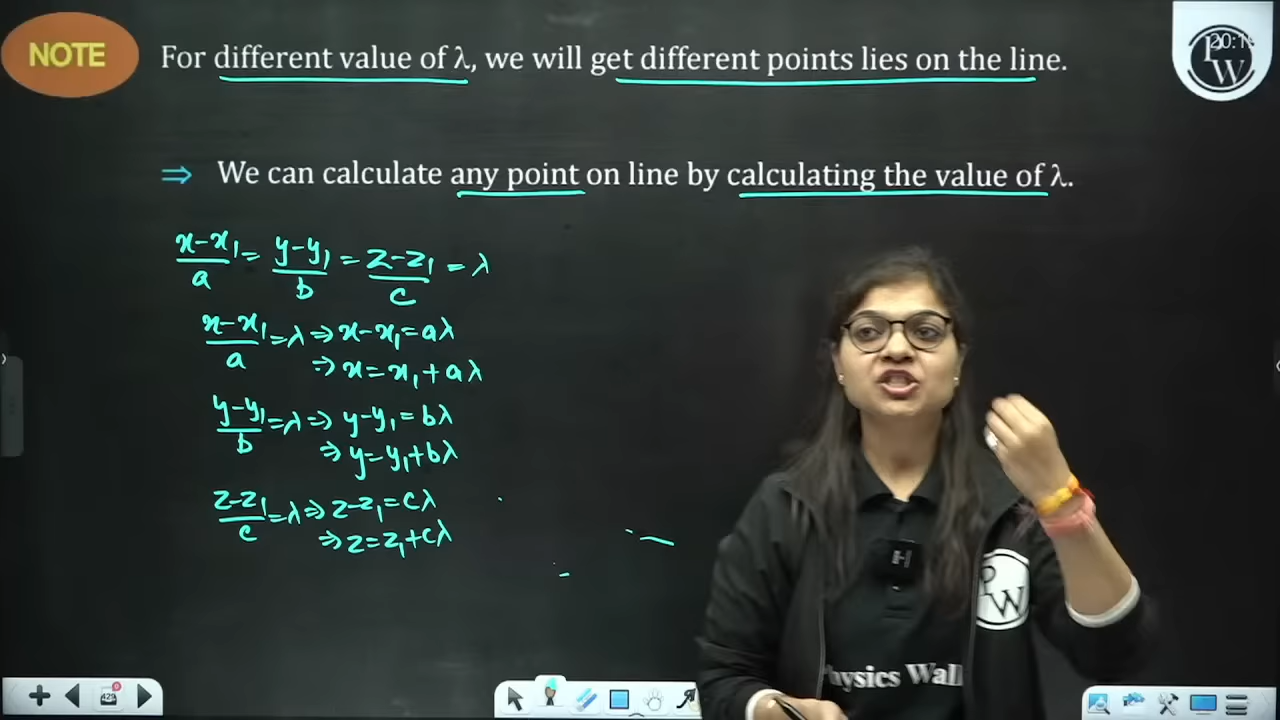 NOTE
For different value of λ, we will get different points lies on the line.
⇒ We can calculate any point on line by calculating the value of λ.
(x-x₁)/a = (y-y₁)/b = (z-z₁)/c = λ
(x-x₁)/a = λ ⇒ x-x₁ = aλ
⇒ x = x₁ + aλ
(y-y₁)/b = λ ⇒ y-y₁ = bλ
⇒ y = y₁ + bλ
(z-z₁)/c = λ ⇒ z-z₁ = cλ
⇒ z = z₁ + cλ
PW
PW